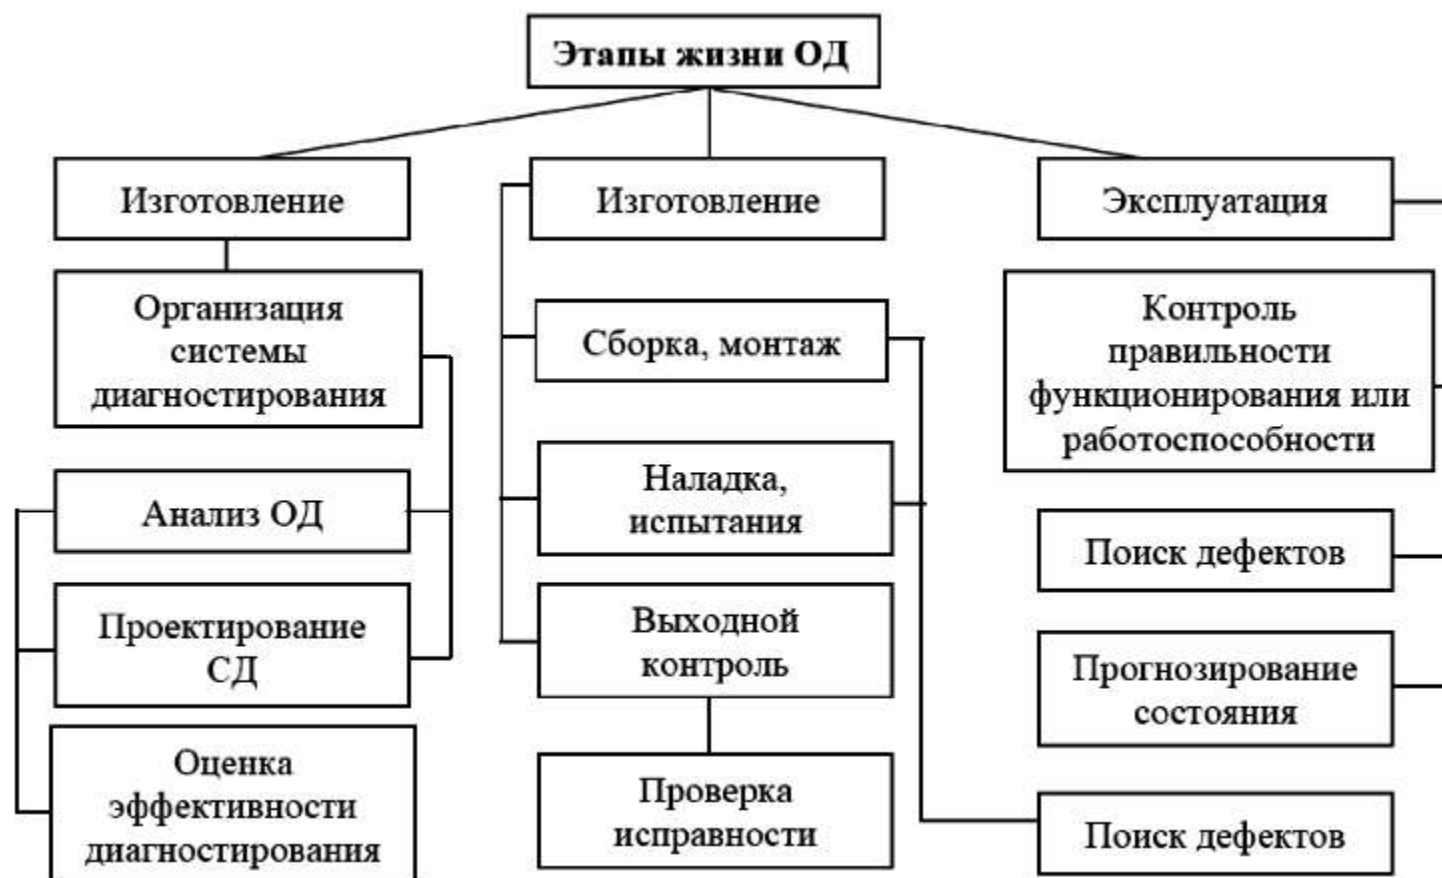 Этапы жизни ОД
Изготовление
Организация
системы
диагностирования
Анализ ОД
Проектирование
СД
Оценка
эффективности
диагностирования
Изготовление
Сборка, монтаж
Наладка,
испытания
Выходной
контроль
Проверка
исправности
Эксплуатация
Контроль
правильности
функционирования или
работоспособности
Поиск дефектов
Прогнозирование
состояния
Поиск дефектов